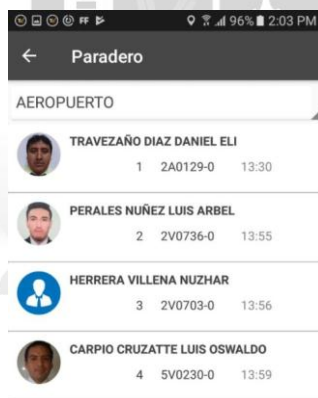 96% 2:03 PM
Paradero
AEROPUERTO
TRAVEZAÑO DIAZ DANIEL ELI
1 2A0129-0 13:30
PERALES NUÑEZ LUIS ARBEL
2 2V0736-0 13:55
HERRERA VILLENA NUZHAR
3 2V0703-0 13:56
CARPIO CRUZATTE LUIS OSWALDO
4 5V0230-0 13:59